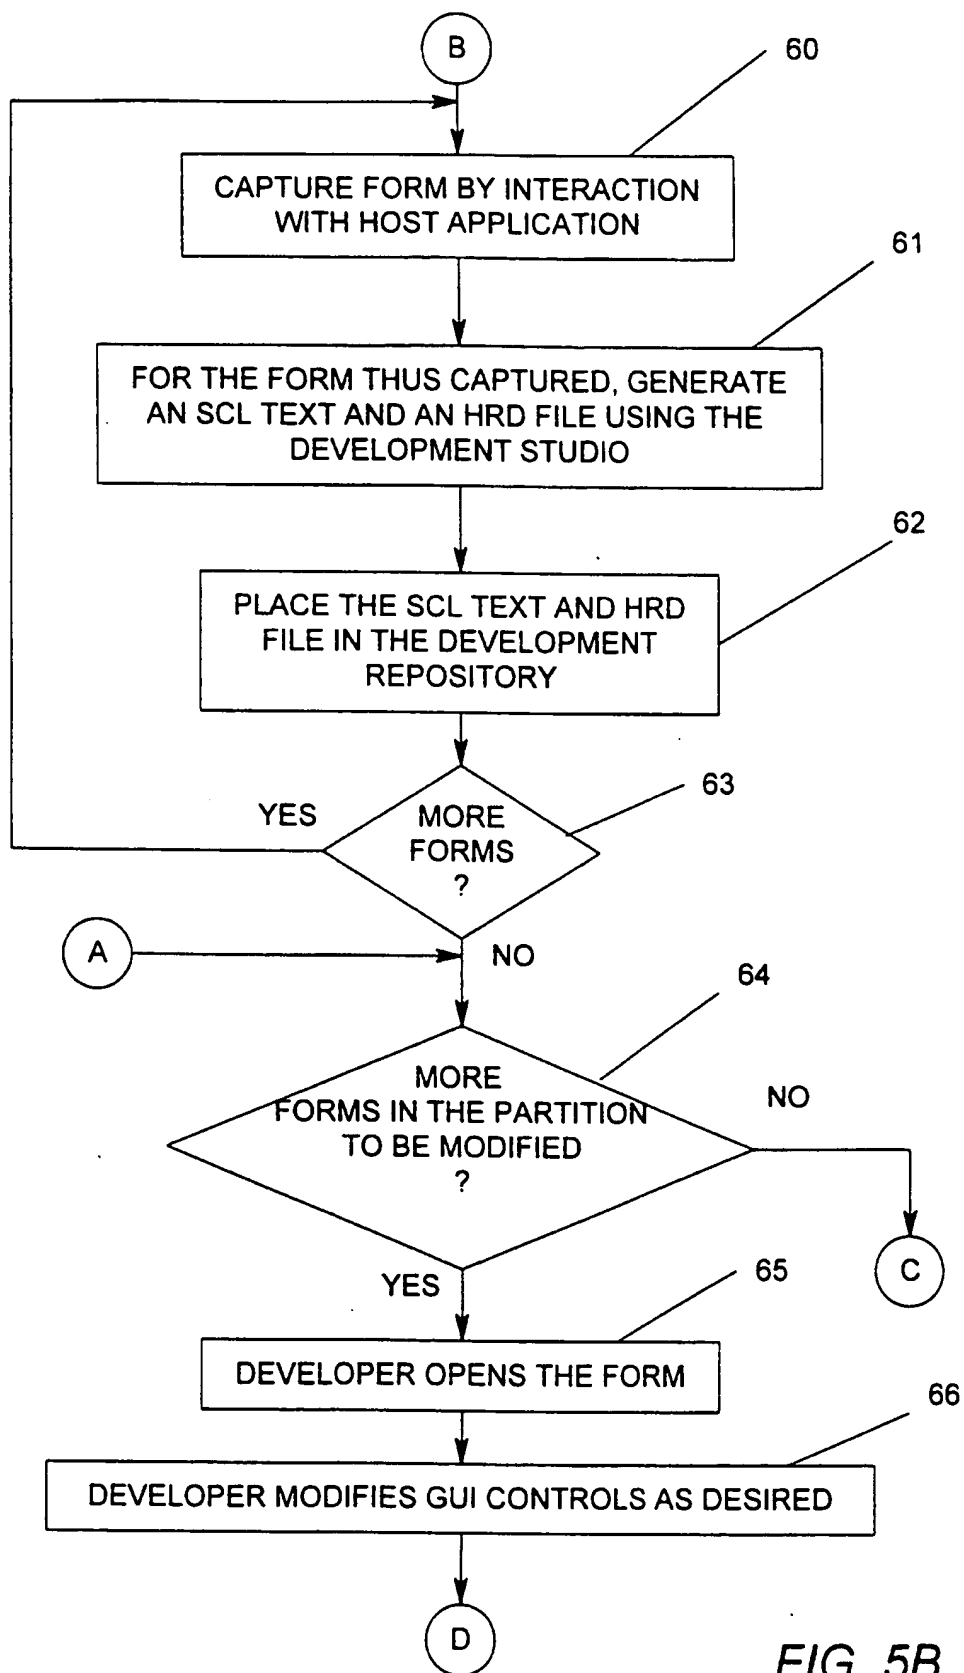 B
60
CAPTURE FORM BY INTERACTION
WITH HOST APPLICATION
61
FOR THE FORM THUS CAPTURED, GENERATE
AN SCL TEXT AND AN HRD FILE USING THE
DEVELOPMENT STUDIO
62
PLACE THE SCL TEXT AND HRD
FILE IN THE DEVELOPMENT
REPOSITORY
63
YES
MORE
FORMS
?
A
NO
64
MORE
FORMS IN THE PARTITION
TO BE MODIFIED
?
NO
C
YES
65
DEVELOPER OPENS THE FORM
66
DEVELOPER MODIFIES GUI CONTROLS AS DESIRED
D
FIG. 5B